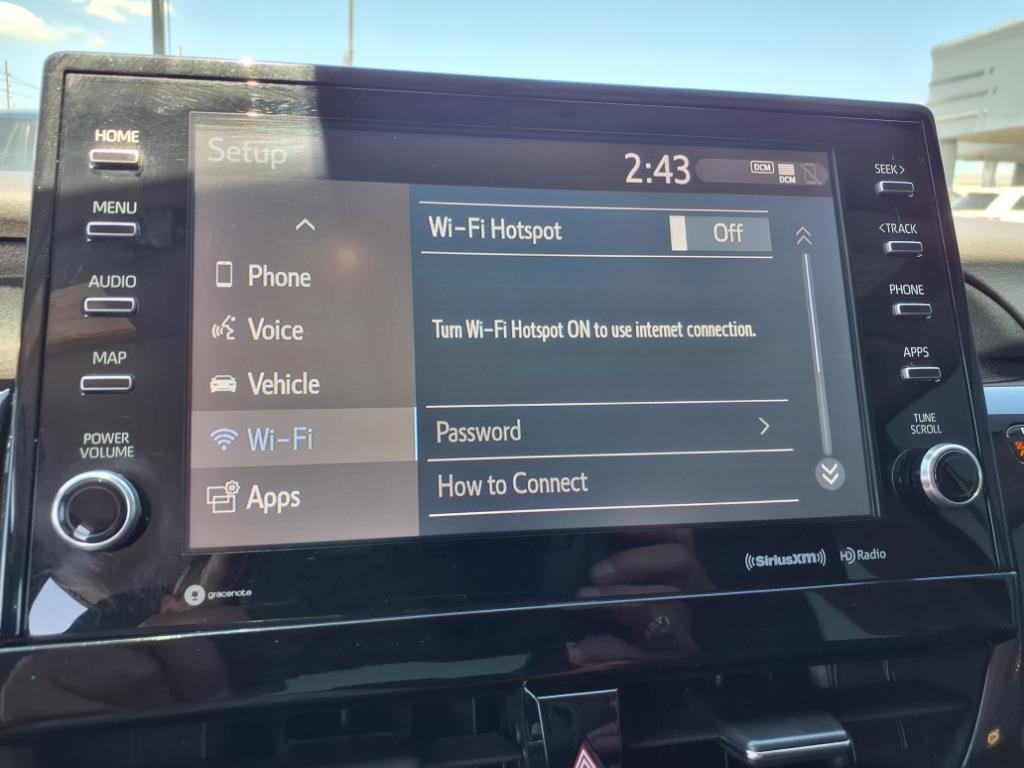 HOME
MENU
AUDIO
MAP
POWER
VOLUME
Setup
2:43
DCM
DCM
Phone
Voice
Vehicle
Wi-Fi
Apps
Wi-Fi Hotspot
Off
Turn Wi-Fi Hotspot ON to use internet connection.
Password
How to Connect
SEEK>
<TRACK
PHONE
APPS
TUNE
SCROLL
gracenote
SiriusXM
HD Radio